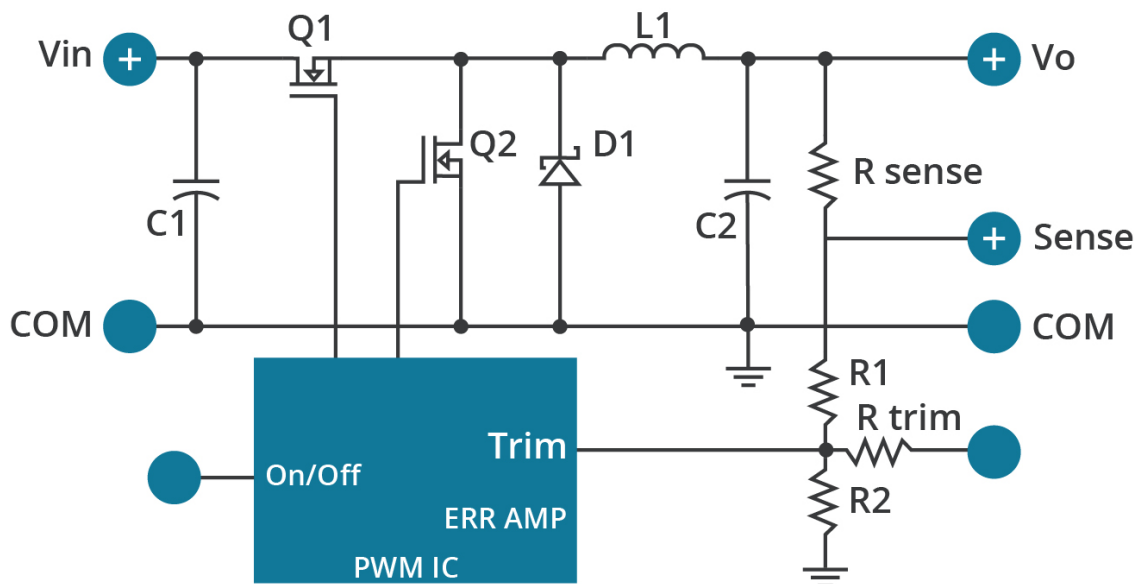 Q1
L1
Vin
+
+
Vo
Q2
D1
R sense
C1
C2
+
Sense
COM
COM
R1
R trim
Trim
On/Off
R2
ERR AMP
PWM IC